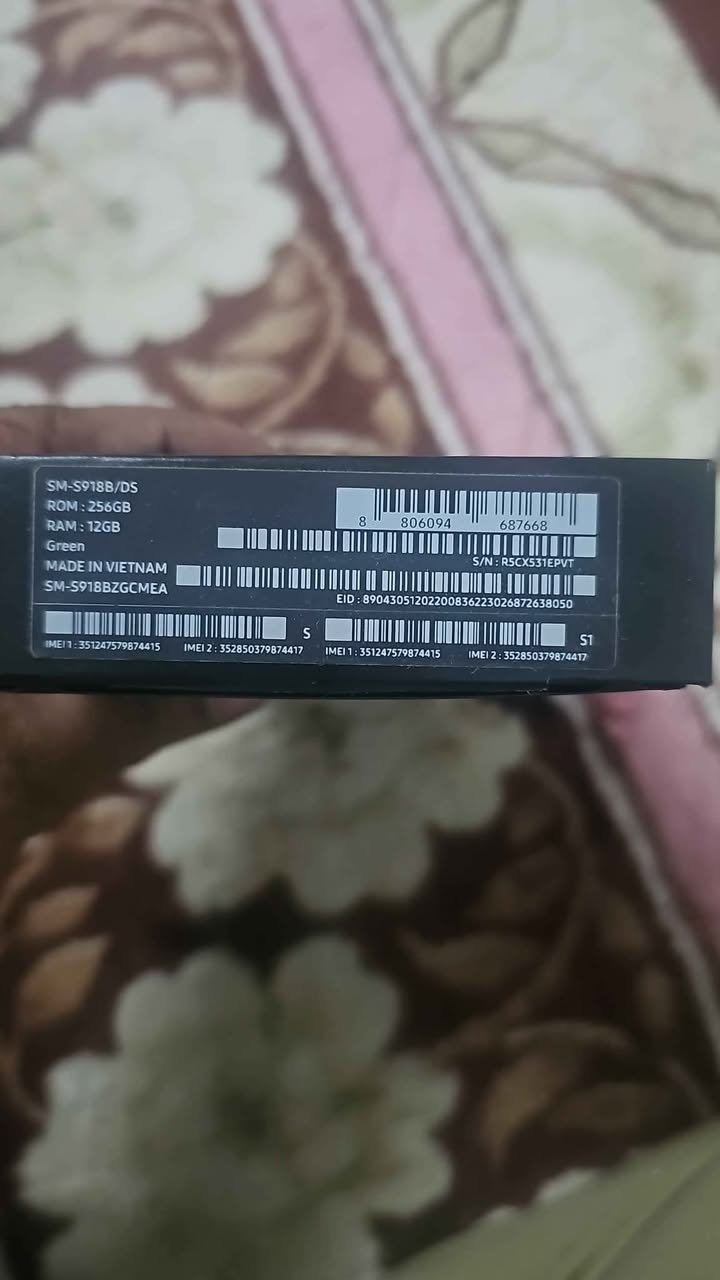 SM-S918B/DS
ROM : 256GB
RAM : 12GB
Green
MADE IN VIETNAM
SM-S918BZGCMEA
8 806094 687668
S/N : R5CX531EPVT
EID : 89043051202200836223026872638050
S
S1
IMEI 1 : 351247579874415 IMEI 2 : 352850379874417
IMEI 1 : 351247579874415 IMEI 2 : 352850379874417